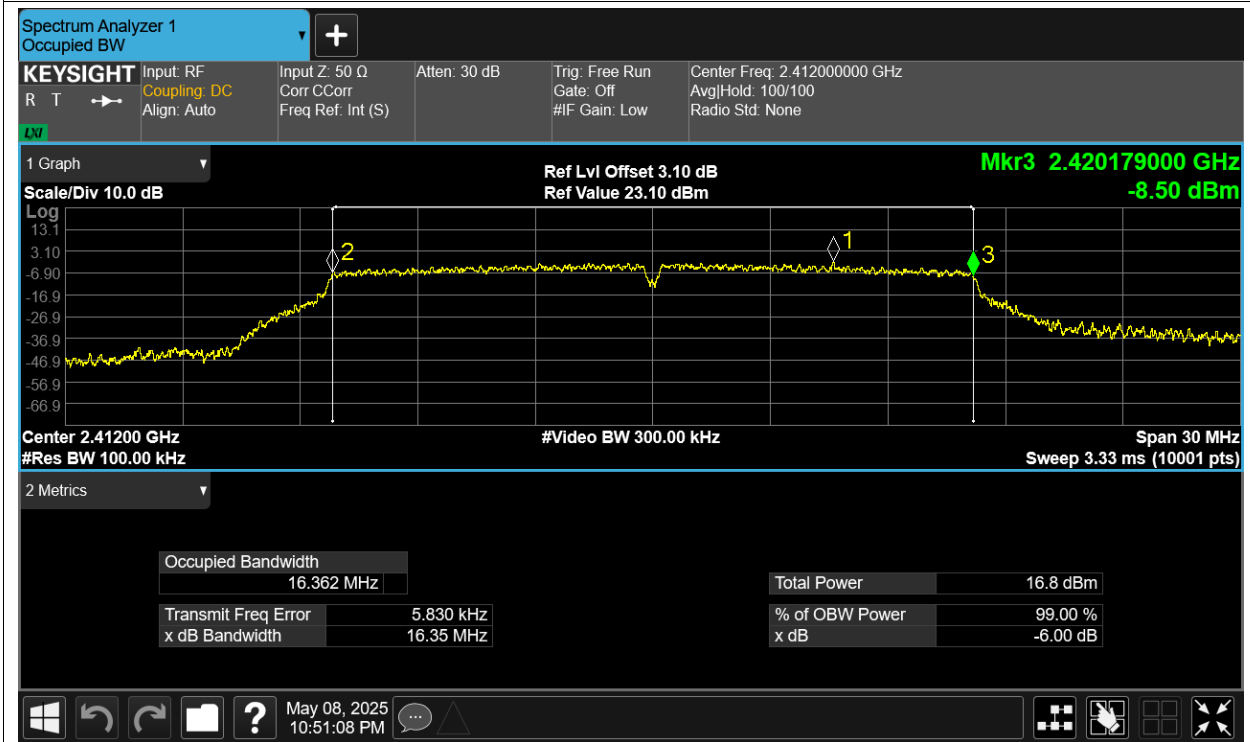 Spectrum Analyzer 1
Occupied BW
KEYSIGHT
R T
LXI
Input: RF
Coupling: DC
Align: Auto
Input Z: 50 Ω
Corr CCorr
Freq Ref: Int (S)
Atten: 30 dB
Trig: Free Run
Gate: Off
#IF Gain: Low
Center Freq: 2.412000000 GHz
Avg|Hold: 100/100
Radio Std: None
1 Graph
Scale/Div 10.0 dB
Ref Lvl Offset 3.10 dB
Ref Value 23.10 dBm
Mkr3 2.420179000 GHz
-8.50 dBm
Log
13.1
3.10
-6.90
-16.9
-26.9
-36.9
-46.9
-56.9
-66.9
2
1
3
Center 2.41200 GHz
#Video BW 300.00 kHz
Span 30 MHz
#Res BW 100.00 kHz
Sweep 3.33 ms (10001 pts)
2 Metrics
Occupied Bandwidth
16.362 MHz
Transmit Freq Error 5.830 kHz
x dB Bandwidth 16.35 MHz
Total Power 16.8 dBm
% of OBW Power 99.00 %
x dB -6.00 dB
?
May 08, 2025
10:51:08 PM